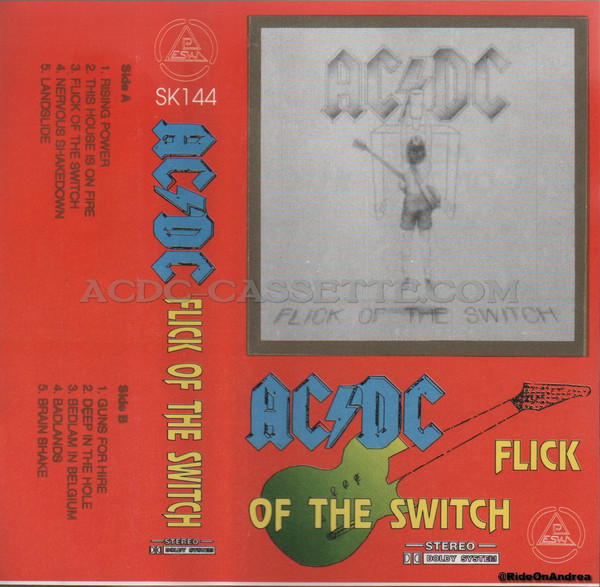 Side A
1. RISING POWER
2. THIS HOUSE IS ON FIRE
3. FLICK OF THE SWITCH
4. NERVOUS SHAKEDOWN
5. LANDSLIDE
Side B
1. GUNS FOR HIRE
2. DEEP IN THE HOLE
3. BEDLAM IN BELGIUM
4. BADLANDS
5. BRAIN SHAKE
ESKA
SK144
AC/DC FLICK OF THE SWITCH
STEREO
DOLBY SYSTEM
AC/DC
FLICK OF THE SWITCH
ACDC-CASSETTE.COM
AC/DC
FLICK
OF THE SWITCH
STEREO
DOLBY SYSTEM
ESKA
@RideOnAndrea